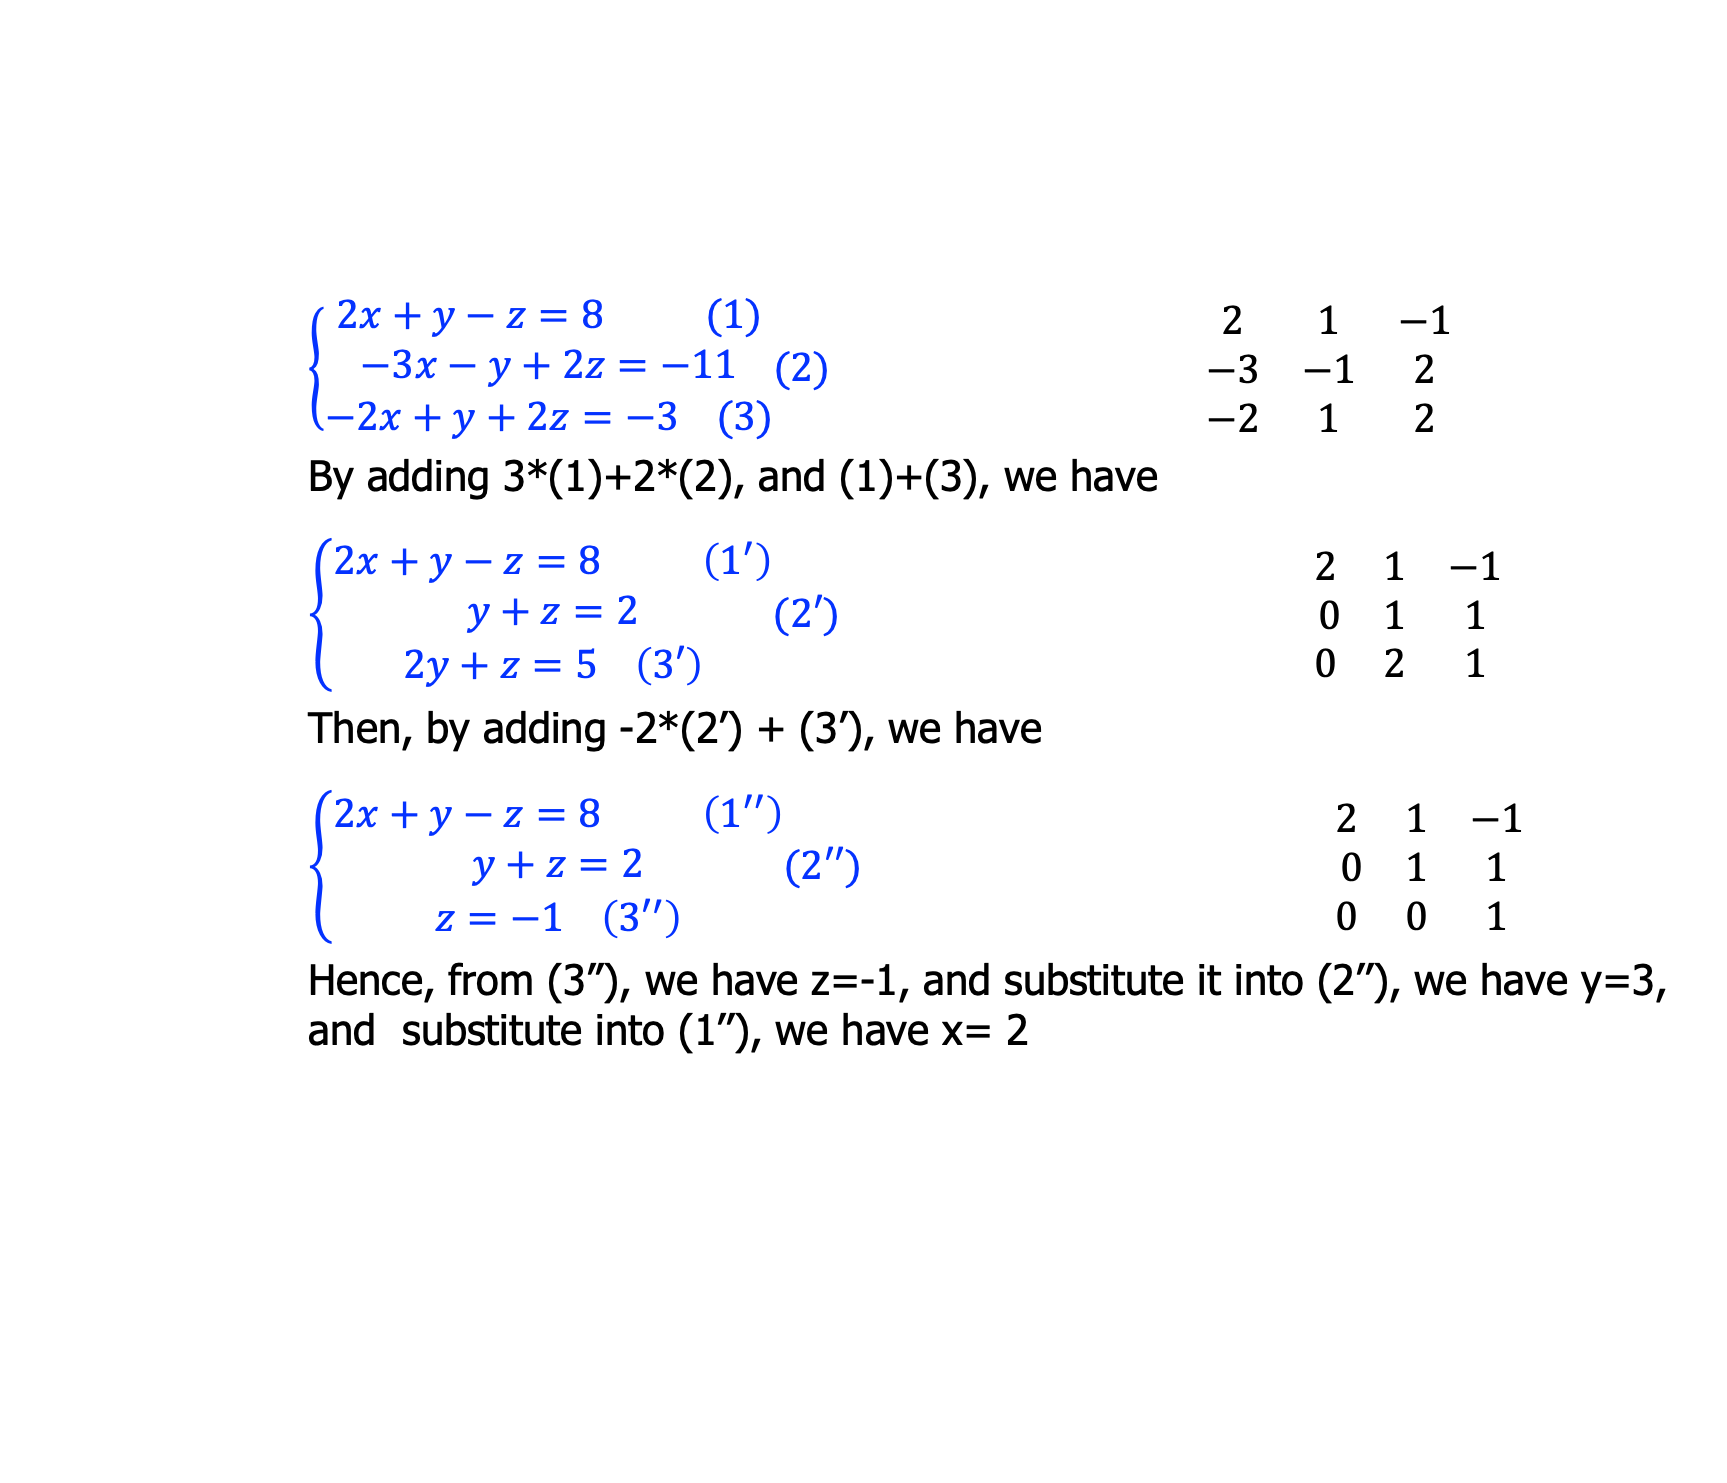 2x + y − z = 8 (1) 2 1 −1
−3x − y + 2z = −11 (2) −3 −1 2
−2x + y + 2z = −3 (3) −2 1 2
By adding 3*(1)+2*(2), and (1)+(3), we have
2x + y − z = 8 (1′) 2 1 −1
y + z = 2 (2′) 0 1 1
2y + z = 5 (3′) 0 2 1
Then, by adding -2*(2′) + (3′), we have
2x + y − z = 8 (1′′) 2 1 −1
y + z = 2 (2′′) 0 1 1
z = −1 (3′′) 0 0 1
Hence, from (3″), we have z=-1, and substitute it into (2″), we have y=3,
and substitute into (1″), we have x= 2